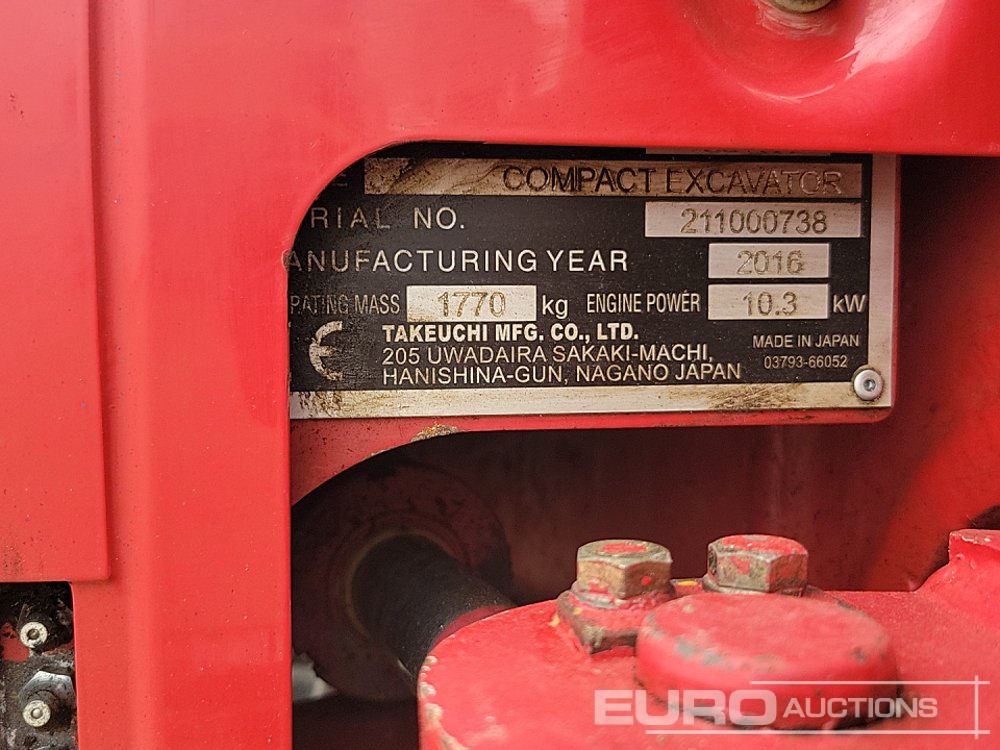 COMPACT EXCAVATOR
RIAL NO. 211000738
ANUFACTURING YEAR 2016
RATING MASS 1770 kg ENGINE POWER 10.3 kW
CE TAKEUCHI MFG. CO., LTD.
205 UWADAIRA SAKAKI-MACHI, MADE IN JAPAN
HANISHINA-GUN, NAGANO JAPAN 03793-66052
EURO AUCTIONS